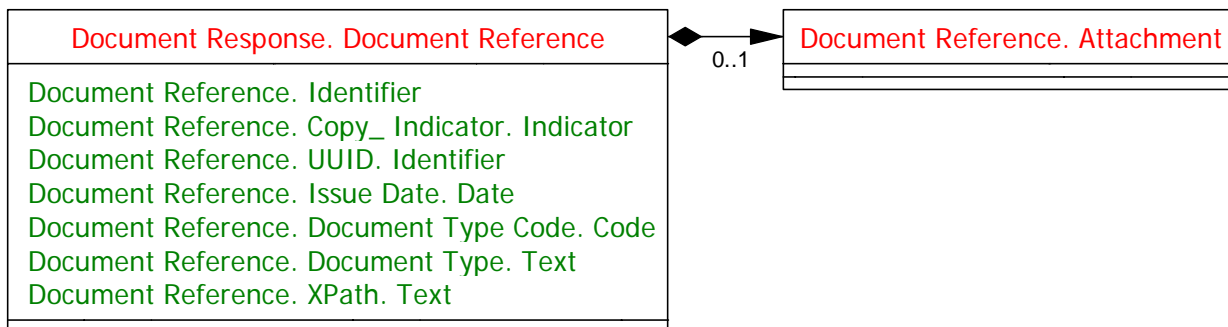 Document Response. Document Reference
Document Reference. Identifier
Document Reference. Copy_ Indicator. Indicator
Document Reference. UUID. Identifier
Document Reference. Issue Date. Date
Document Reference. Document Type Code. Code
Document Reference. Document Type. Text
Document Reference. XPath. Text
0..1
Document Reference. Attachment